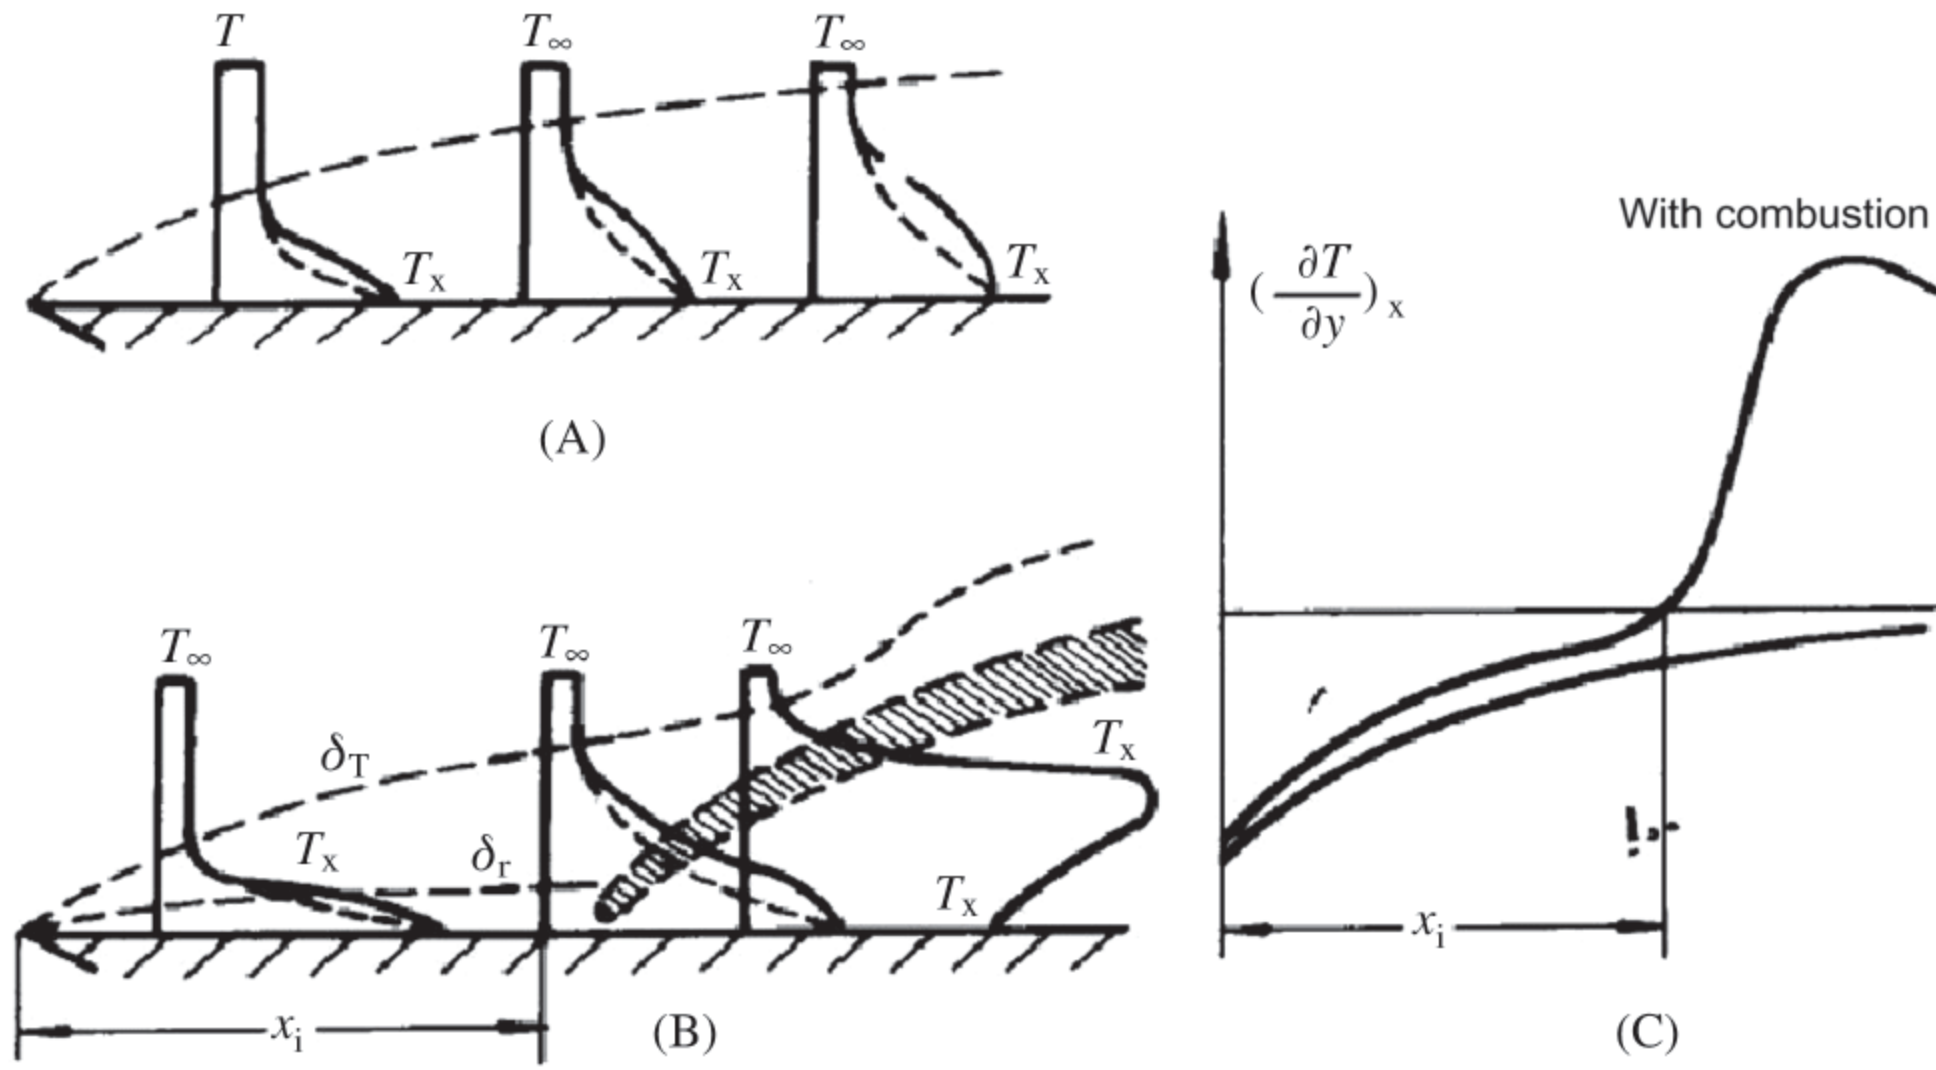 T T∞ T∞
Tx Tx Tx
(A)
T∞ T∞ T∞
δT
Tx δr Tx Tx
xi
(B)
With combustion
(∂T/∂y)x
xi
(C)